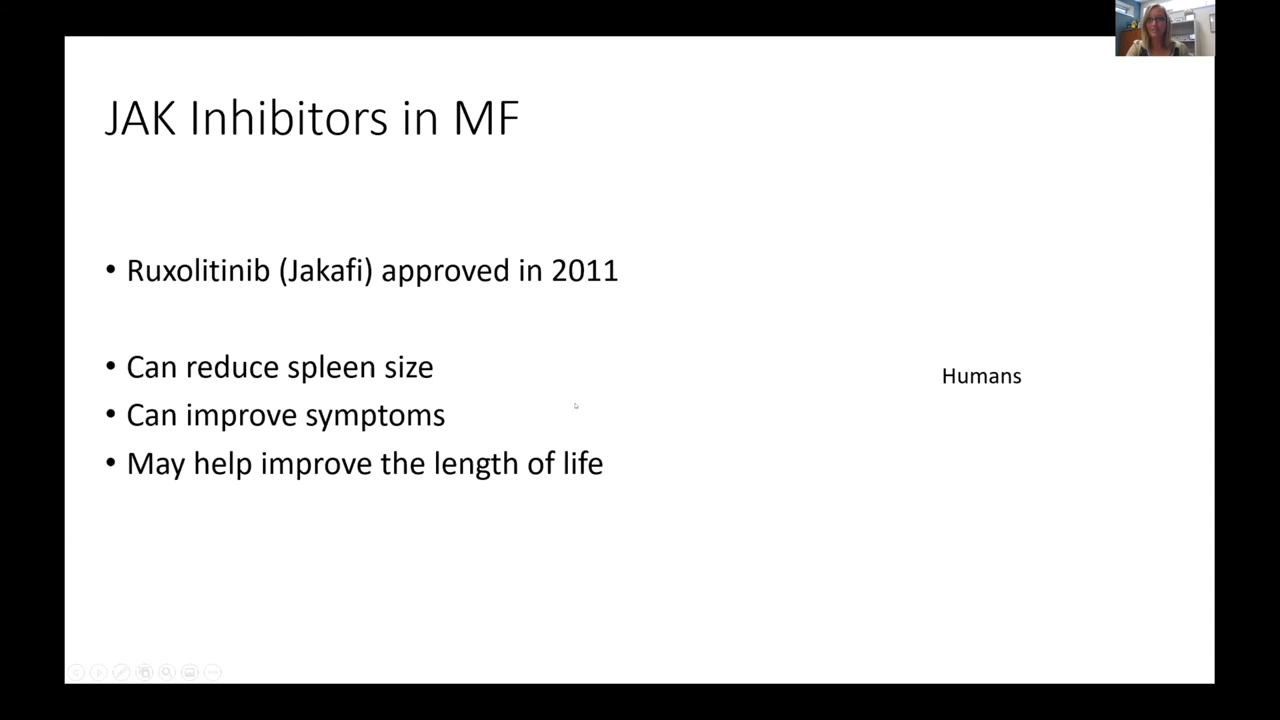 JAK Inhibitors in MF
• Ruxolitinib (Jakafi) approved in 2011
• Can reduce spleen size
• Can improve symptoms
• May help improve the length of life
Humans